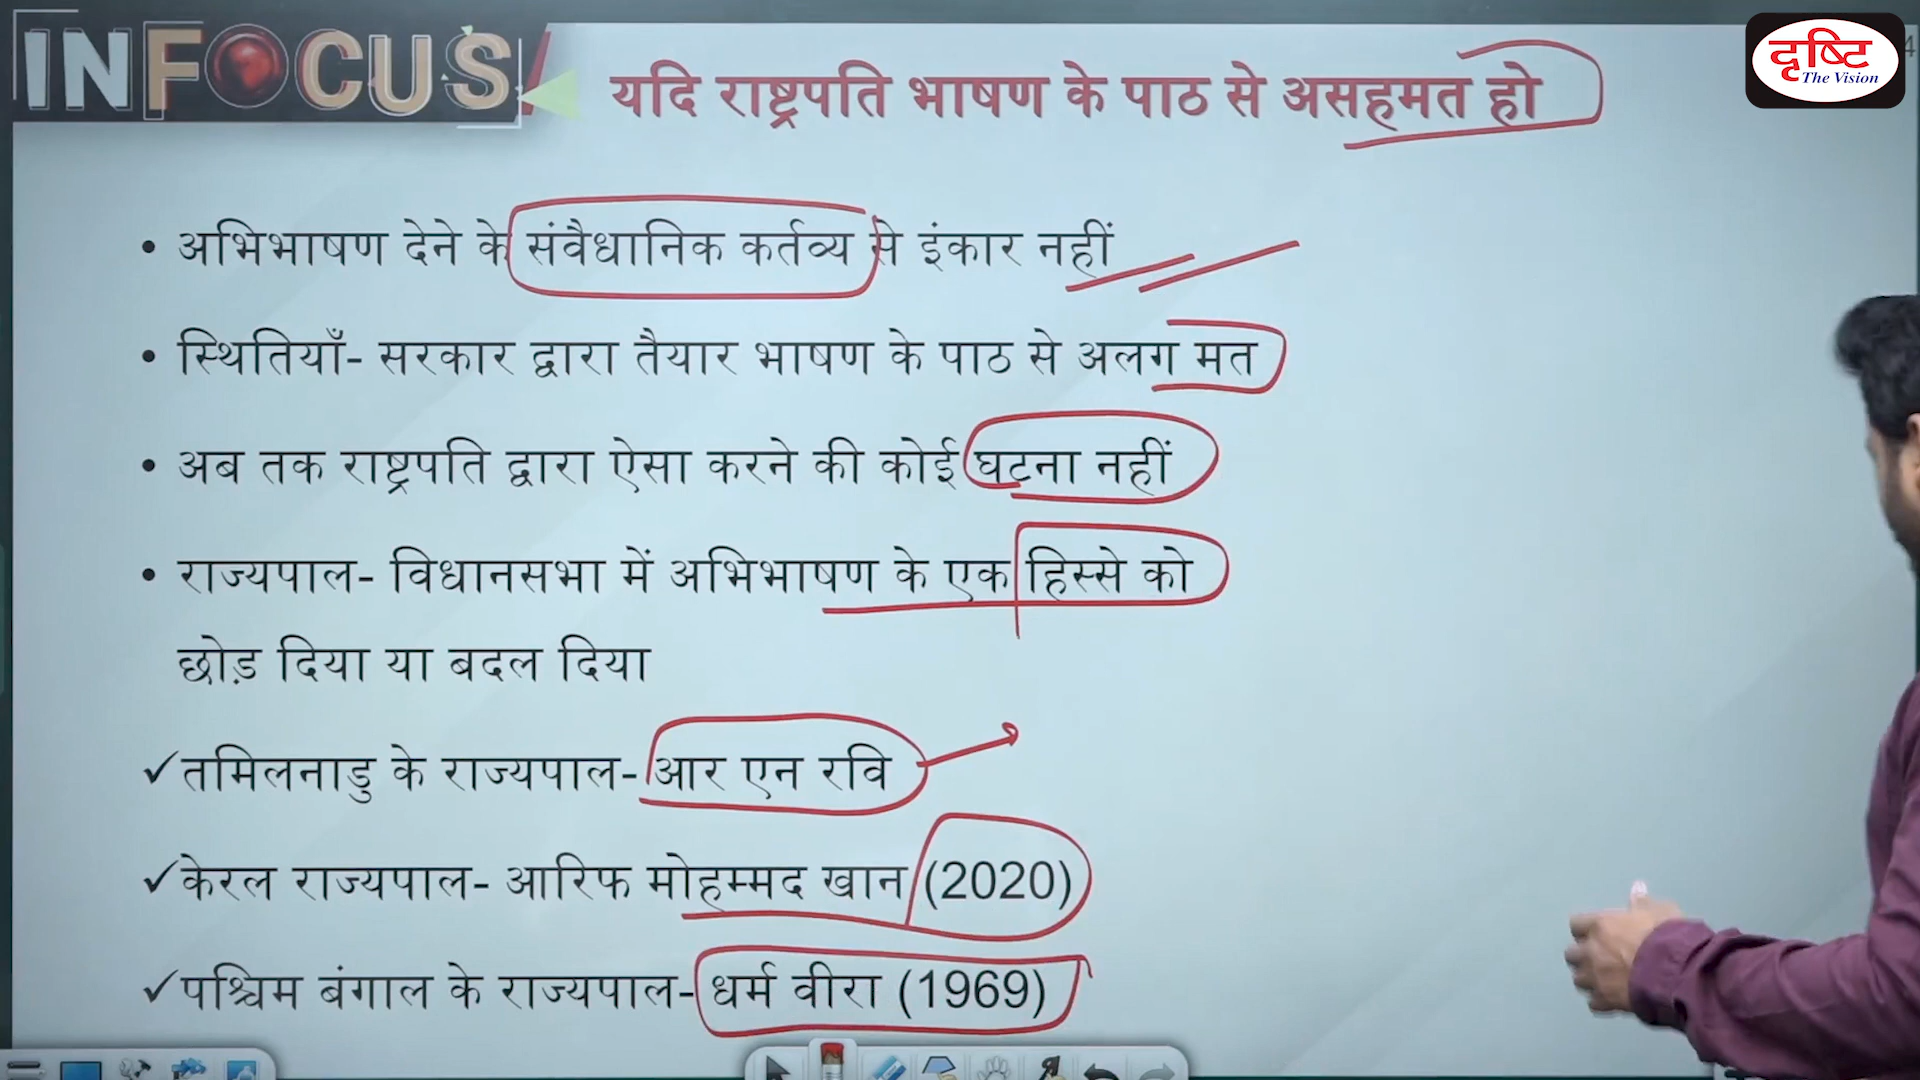 INFOCUS
दृष्टि
The Vision
यदि राष्ट्रपति भाषण के पाठ से असहमत हो
• अभिभाषण देने के संवैधानिक कर्तव्य से इंकार नहीं
• स्थितियाँ- सरकार द्वारा तैयार भाषण के पाठ से अलग मत
• अब तक राष्ट्रपति द्वारा ऐसा करने की कोई घटना नहीं
• राज्यपाल- विधानसभा में अभिभाषण के एक हिस्से को
छोड़ दिया या बदल दिया
✓तमिलनाडु के राज्यपाल- आर एन रवि
✓केरल राज्यपाल- आरिफ मोहम्मद खान (2020)
✓पश्चिम बंगाल के राज्यपाल- धर्म वीरा (1969)